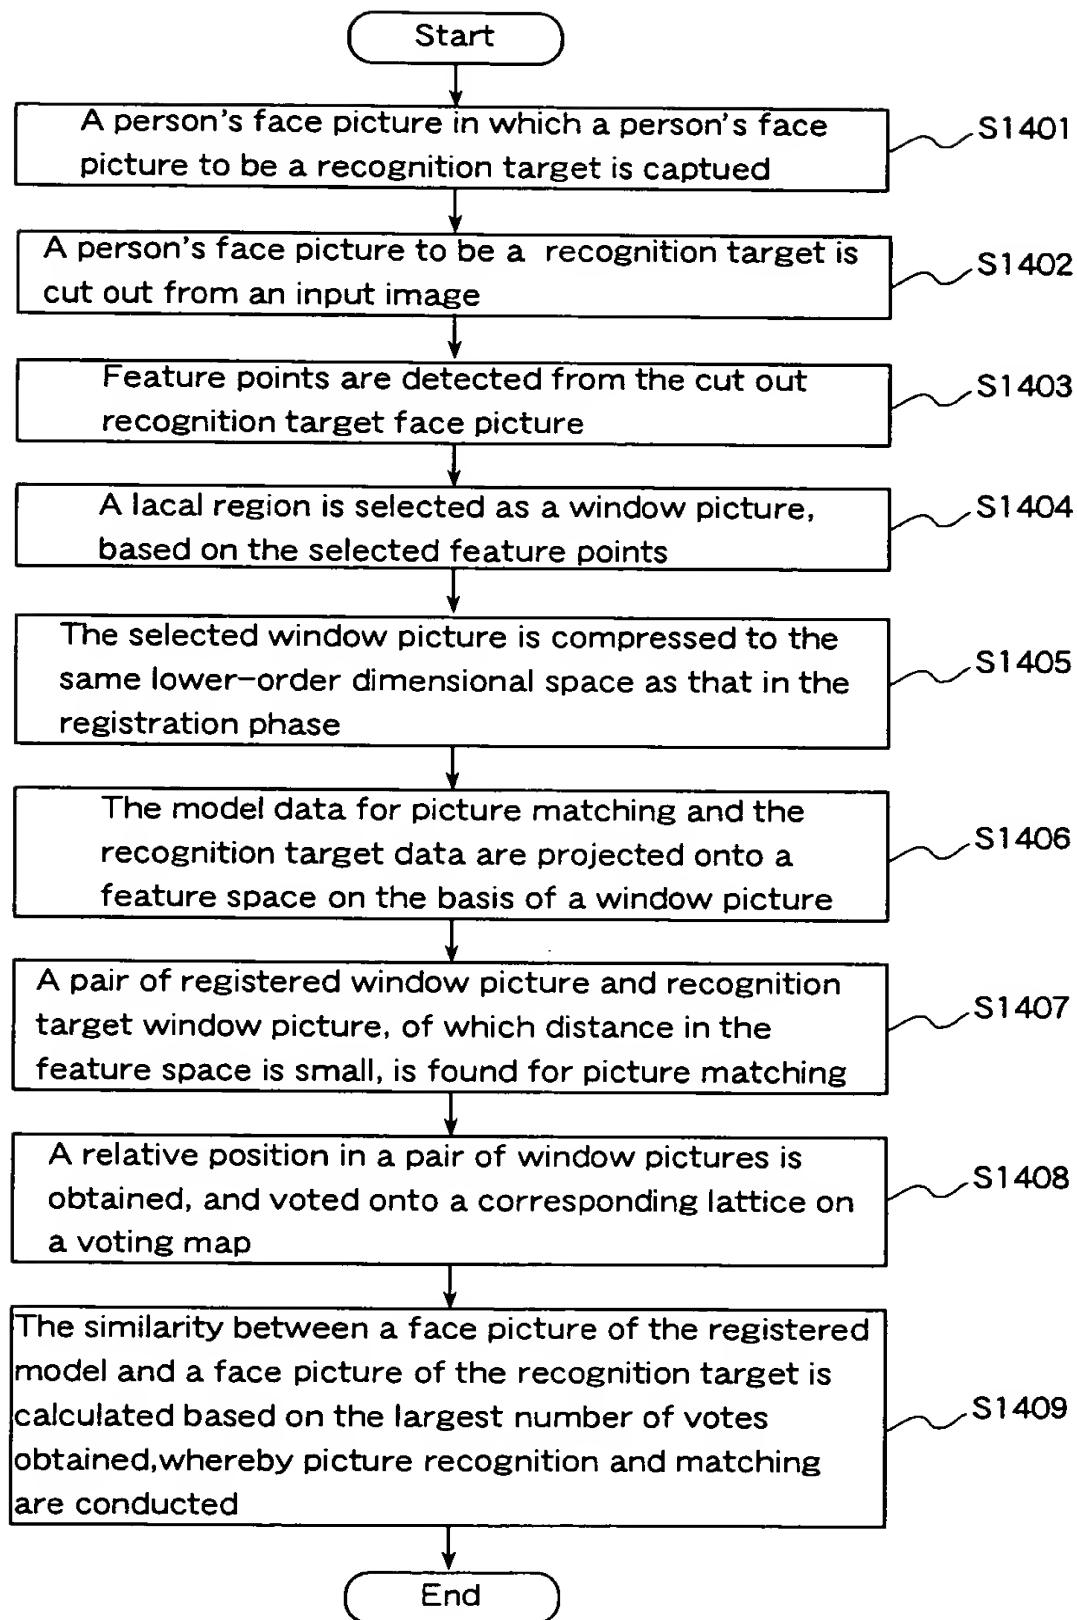 Start
A person's face picture in which a person's face
picture to be a recognition target is captued
S1401
A person's face picture to be a recognition target is
cut out from an input image
S1402
Feature points are detected from the cut out
recognition target face picture
S1403
A lacal region is selected as a window picture,
based on the selected feature points
S1404
The selected window picture is compressed to the
same lower-order dimensional space as that in the
registration phase
S1405
The model data for picture matching and the
recognition target data are projected onto a
feature space on the basis of a window picture
S1406
A pair of registered window picture and recognition
target window picture, of which distance in the
feature space is small, is found for picture matching
S1407
A relative position in a pair of window pictures is
obtained, and voted onto a corresponding lattice on
a voting map
S1408
The similarity between a face picture of the registered
model and a face picture of the recognition target is
calculated based on the largest number of votes
obtained,whereby picture recognition and matching
are conducted
S1409
End